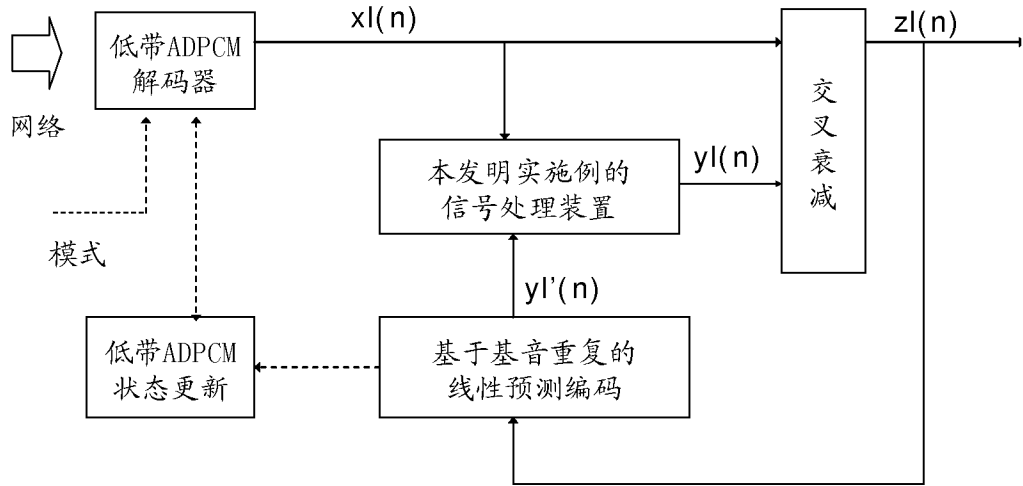 xl(n)
zl(n)
低带ADPCM
解码器
网络
交
叉
衰
减
本发明实施例的
信号处理装置
yl(n)
模式
yl'(n)
低带ADPCM
状态更新
基于基音重复的
线性预测编码